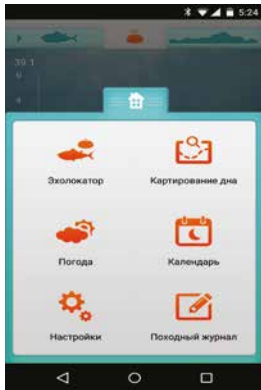 5:24
39.1
Эхолокатор
Картирование дна
Погода
Календарь
Настройки
Походный журнал